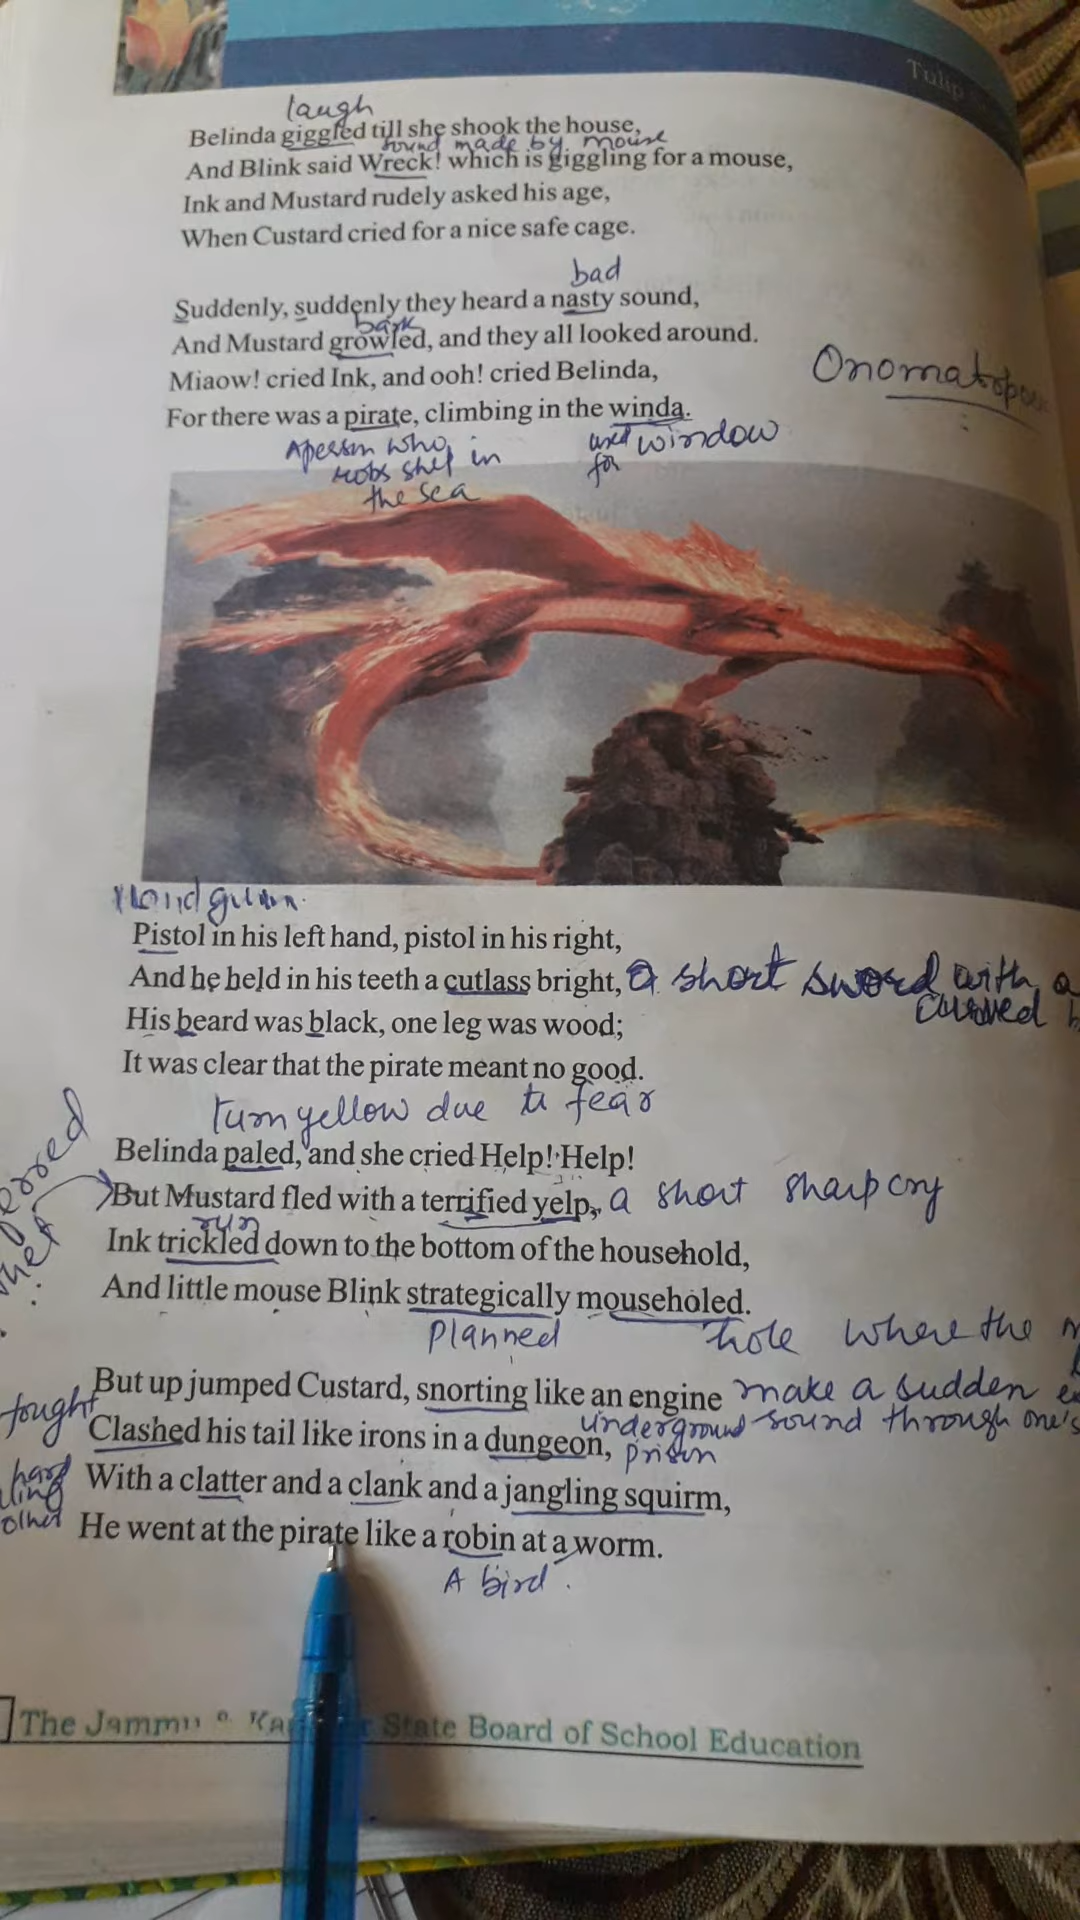 Tulip
laugh
Belinda giggled till she shook the house,
sound made by mouse
And Blink said Wreck! which is giggling for a mouse,
Ink and Mustard rudely asked his age,
When Custard cried for a nice safe cage.
bad
Suddenly, suddenly they heard a nasty sound,
bark
And Mustard growled, and they all looked around.
Miaow! cried Ink, and ooh! cried Belinda,
For there was a pirate, climbing in the winda.
A person who used window
robs in for
the sea
Pistol in his left hand, pistol in his right,
And he held in his teeth a cutlass bright, a short sword with a
curved
His beard was black, one leg was wood;
It was clear that the pirate meant no good.
turn yellow due to fear
Belinda paled, and she cried Help! Help!
But Mustard fled with a terrified yelp, a short sharp cry
run
Ink trickled down to the bottom of the household,
And little mouse Blink strategically mouseholed.
Planned hole where the
But up jumped Custard, snorting like an engine make a sudden
fought underground sound through one's
Clashed his tail like irons in a dungeon, prison
hard
With a clatter and a clank and a jangling squirm,
He went at the pirate like a robin at a worm.
A bird.
The Jammu State Board of School Education